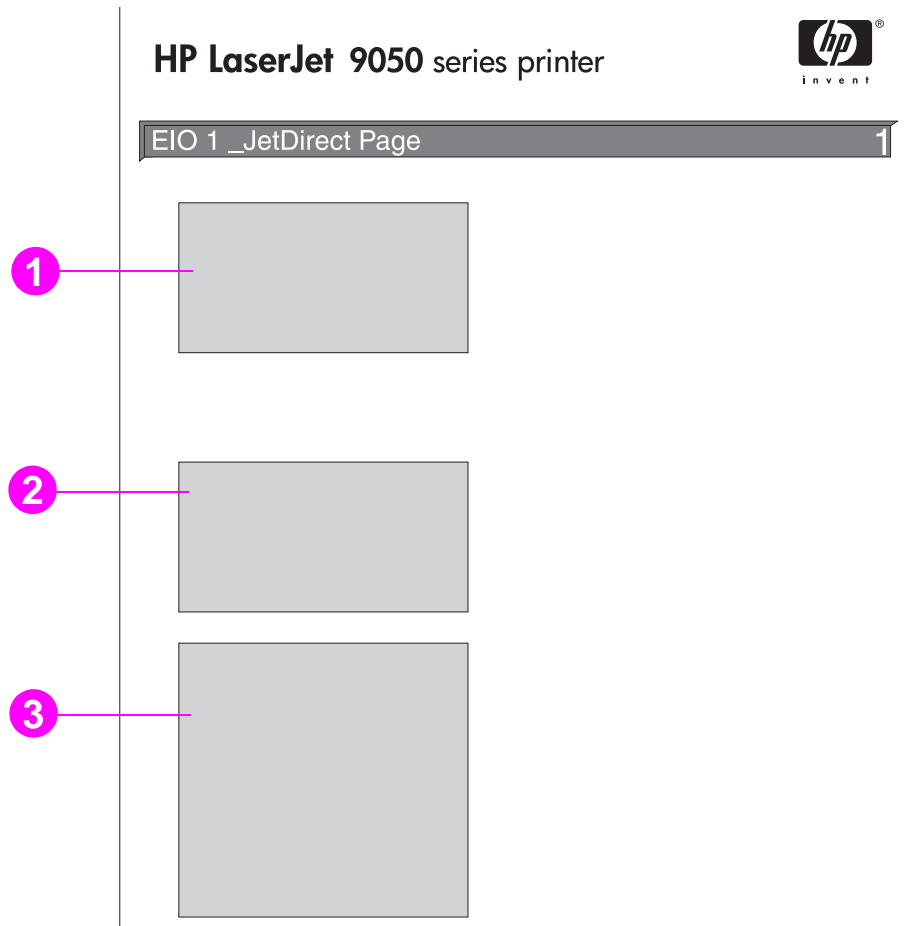 HP LaserJet 9050 series printer
hp ®
invent
EIO 1 _JetDirect Page 1
1
2
3